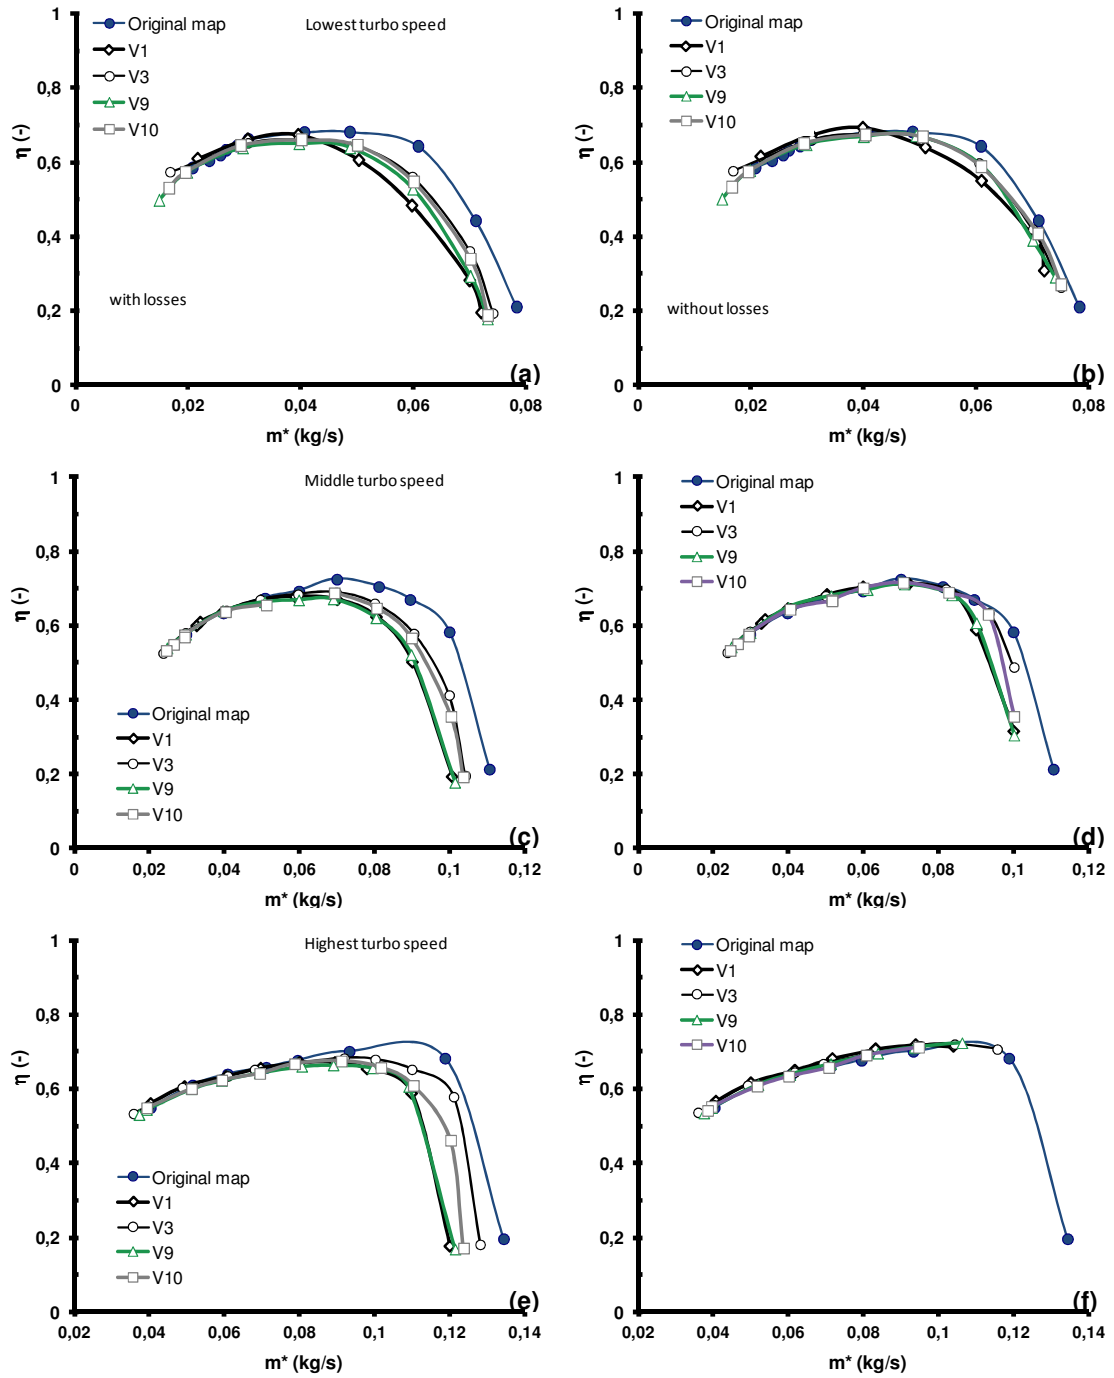 1
0,8
0,6
0,4
0,2
0
η (-)
Original map
V1
V3
V9
V10
Lowest turbo speed
with losses
(a)
0
0,02
0,04
0,06
0,08
m* (kg/s)
1
0,8
0,6
0,4
0,2
0
η (-)
Original map
V1
V3
V9
V10
without losses
(b)
0
0,02
0,04
0,06
0,08
m* (kg/s)
1
0,8
0,6
0,4
0,2
0
η (-)
Middle turbo speed
Original map
V1
V3
V9
V10
(c)
0
0,02
0,04
0,06
0,08
0,1
0,12
m* (kg/s)
1
0,8
0,6
0,4
0,2
0
η (-)
Original map
V1
V3
V9
V10
(d)
0
0,02
0,04
0,06
0,08
0,1
0,12
m* (kg/s)
1
0,8
0,6
0,4
0,2
0
η (-)
Highest turbo speed
Original map
V1
V3
V9
V10
(e)
0,02
0,04
0,06
0,08
0,1
0,12
0,14
m* (kg/s)
1
0,8
0,6
0,4
0,2
0
η (-)
Original map
V1
V3
V9
V10
(f)
0,02
0,04
0,06
0,08
0,1
0,12
0,14
m* (kg/s)